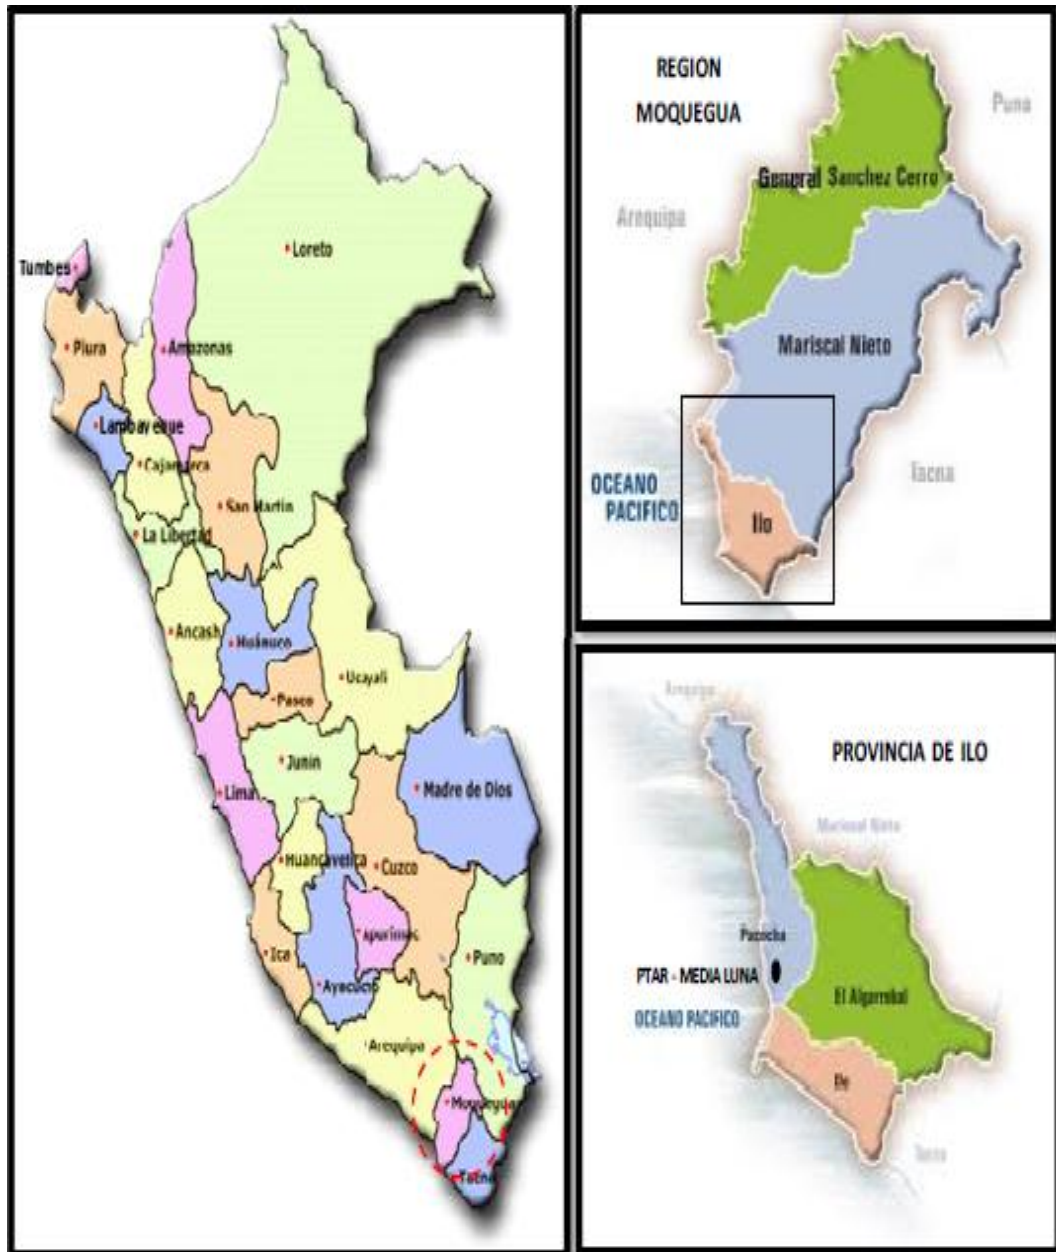 Loreto
Tumbes
Piura
Amazonas
Lambayeque
Cajamarca
San Martin
La Libertad
Ancash
Huánuco
Ucayali
Pasco
Junin
Lima
Madre de Dios
Huancavelica
Cuzco
Apurimac
Ica
Puno
Ayacucho
Arequipa
Moquegua
Tacna
REGION
MOQUEGUA
Puno
General Sanchez Cerro
Arequipa
Mariscal Nieto
Tacna
OCEANO
PACIFICO
Ilo
Arequipa
PROVINCIA DE ILO
Mariscal Nieto
Pacocha
PTAR - MEDIA LUNA
El Algarrobal
OCEANO PACIFICO
Ilo
Tacna